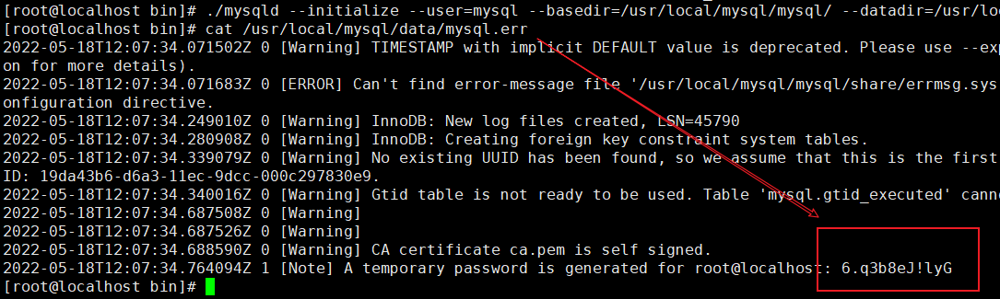 [root@localhost bin]# ./mysqld --initialize --user=mysql --basedir=/usr/local/mysql/mysql/ --datadir=/usr/lo
[root@localhost bin]# cat /usr/local/mysql/data/mysql.err
2022-05-18T12:07:34.071502Z 0 [Warning] TIMESTAMP with implicit DEFAULT value is deprecated. Please use --exp
on for more details).
2022-05-18T12:07:34.071683Z 0 [ERROR] Can't find error-message file '/usr/local/mysql/mysql/share/errmsg.sys
onfiguration directive.
2022-05-18T12:07:34.249010Z 0 [Warning] InnoDB: New log files created, LSN=45790
2022-05-18T12:07:34.280908Z 0 [Warning] InnoDB: Creating foreign key constraint system tables.
2022-05-18T12:07:34.339079Z 0 [Warning] No existing UUID has been found, so we assume that this is the first
ID: 19da43b6-d6a3-11ec-9dcc-000c297830e9.
2022-05-18T12:07:34.340016Z 0 [Warning] Gtid table is not ready to be used. Table 'mysql.gtid_executed' canno
2022-05-18T12:07:34.687508Z 0 [Warning]
2022-05-18T12:07:34.687526Z 0 [Warning]
2022-05-18T12:07:34.688590Z 0 [Warning] CA certificate ca.pem is self signed.
2022-05-18T12:07:34.764094Z 1 [Note] A temporary password is generated for root@localhost: 6.q3b8eJ!lyG
[root@localhost bin]#